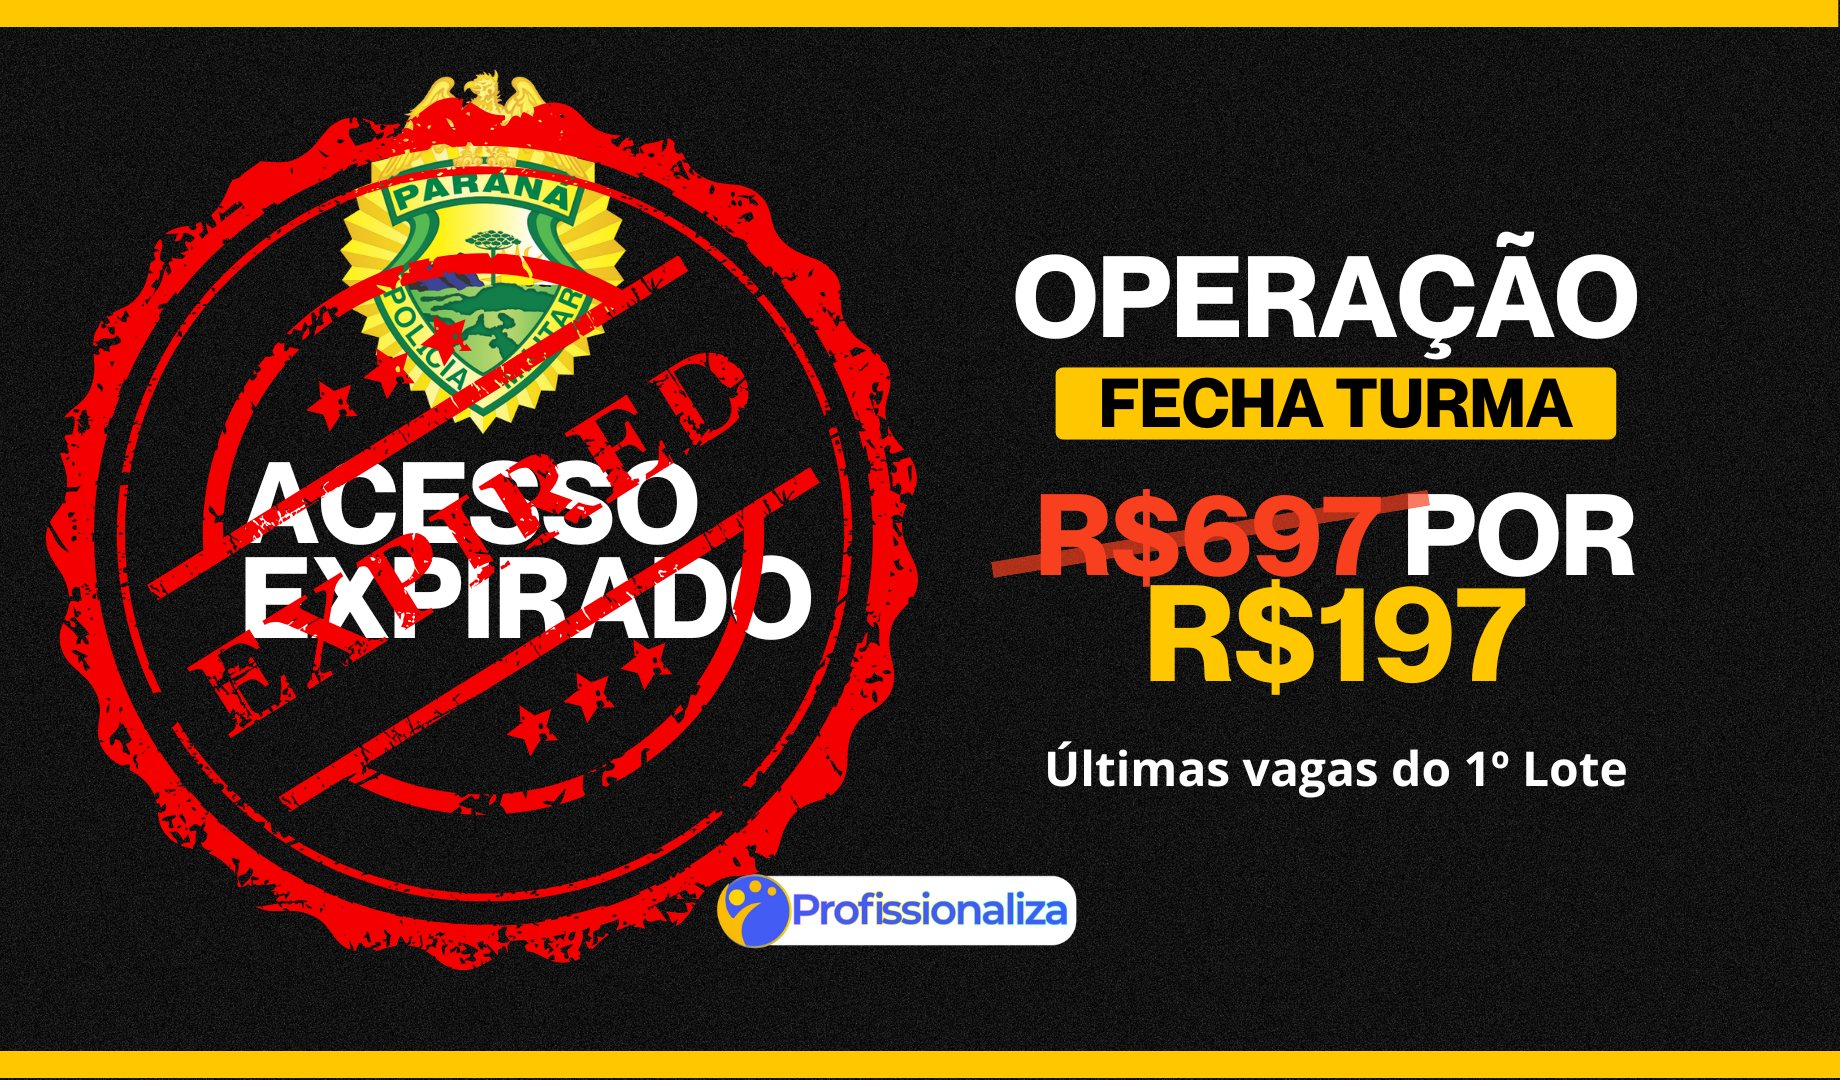 PARANÁ
POLÍCIA MILITAR
ACESSO
EXPIRADO
EXPIRED
OPERAÇÃO
FECHA TURMA
R$697 POR
R$197
Últimas vagas do 1º Lote
Profissionaliza